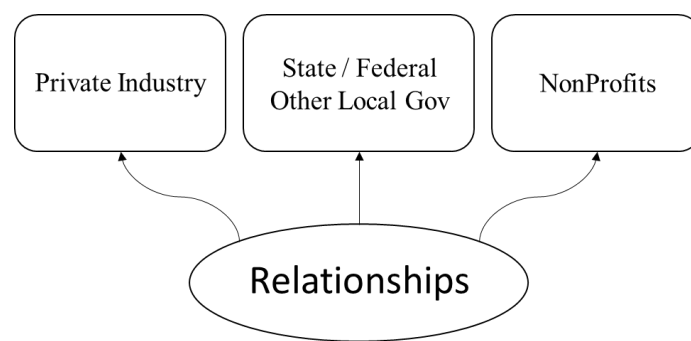 Private Industry
State / Federal
Other Local Gov
NonProfits
Relationships